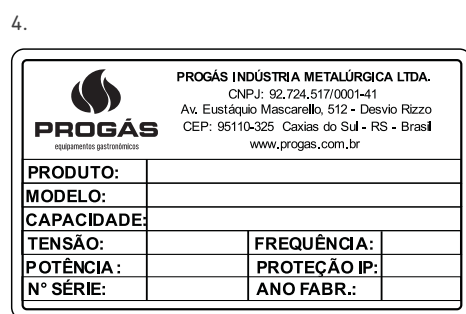 4.
PROGÁS
equipamentos gastronômicos
PROGÁS INDÚSTRIA METALÚRGICA LTDA.
CNPJ: 92.724.517/0001-41
Av. Eustáquio Mascarello, 512 - Desvio Rizzo
CEP: 95110-325 Caxias do Sul - RS - Brasil
www.progas.com.br
PRODUTO:
MODELO:
CAPACIDADE:
TENSÃO: FREQUÊNCIA:
POTÊNCIA: PROTEÇÃO IP:
N° SÉRIE: ANO FABR.: